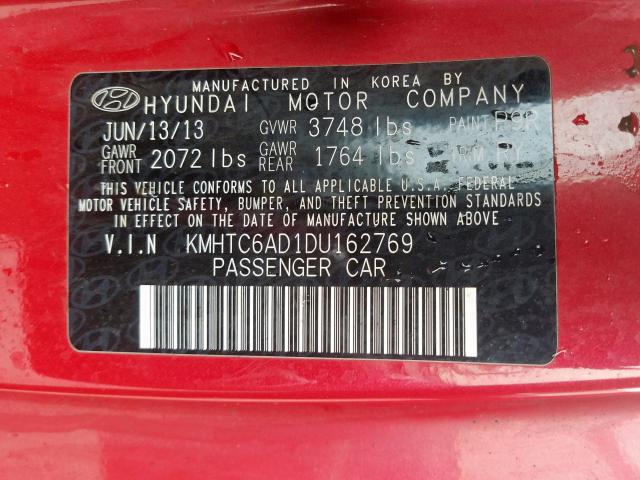 MANUFACTURED IN KOREA BY
HYUNDAI MOTOR COMPANY
JUN/13/13 GVWR 3748 lbs PAINT
GAWR FRONT 2072 lbs GAWR REAR 1764 lbs TRIM
THIS VEHICLE CONFORMS TO ALL APPLICABLE U.S.A. FEDERAL
MOTOR VEHICLE SAFETY, BUMPER, AND THEFT PREVENTION STANDARDS
IN EFFECT ON THE DATE OF MANUFACTURE SHOWN ABOVE
V.I.N KMHTC6AD1DU162769
PASSENGER CAR